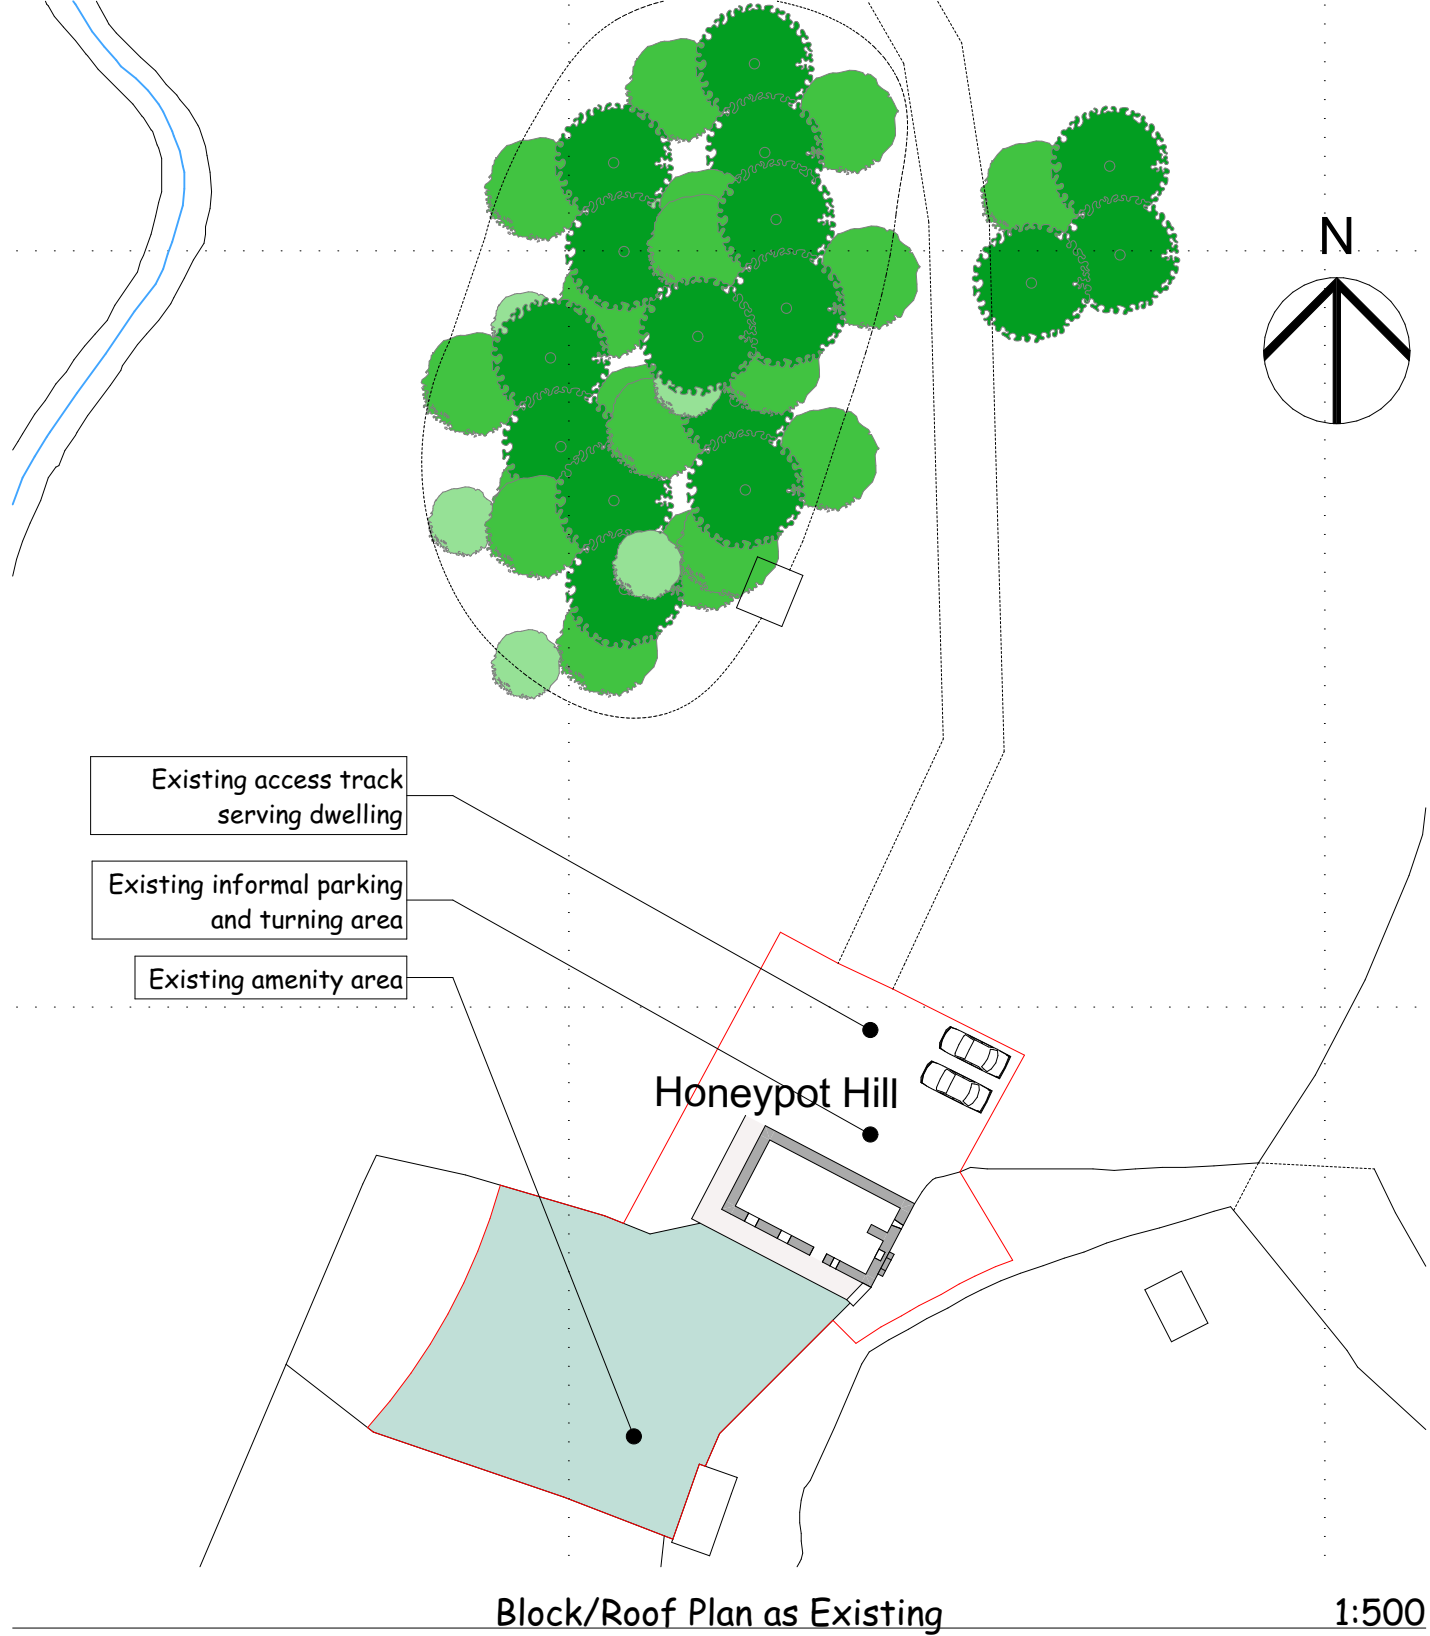 N
Existing access track
serving dwelling
Existing informal parking
and turning area
Existing amenity area
Honeypot Hill
Block/Roof Plan as Existing
1:500